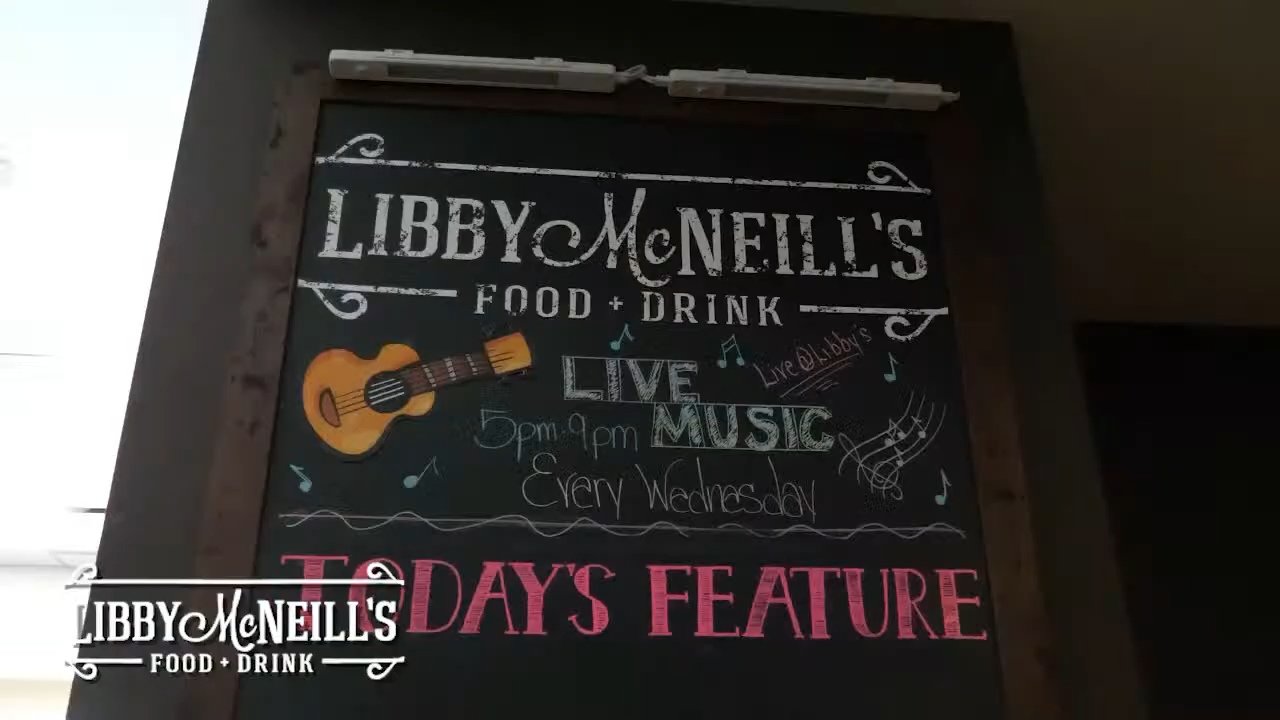 LIBBY McNEILL'S
FOOD + DRINK
LIVE
Live@Libby's
5pm-9pm MUSIC
Every Wednesday
TODAY'S FEATURE
LIBBY McNEILL'S
FOOD + DRINK